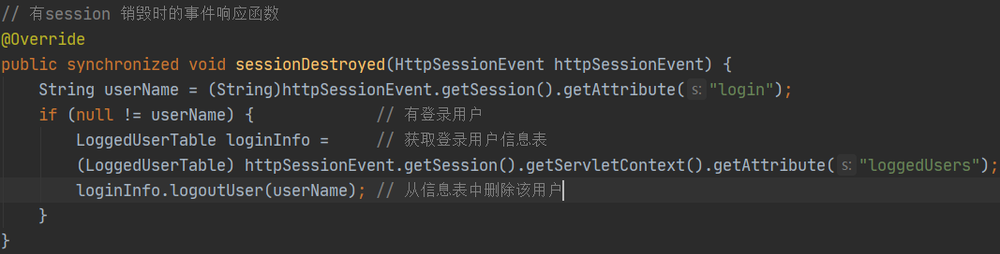 // 有session 销毁时的事件响应函数
@Override
public synchronized void sessionDestroyed(HttpSessionEvent httpSessionEvent) {
    String userName = (String)httpSessionEvent.getSession().getAttribute( s: "login");
    if (null != userName) {             // 有登录用户
        LoggedUserTable loginInfo =     // 获取登录用户信息表
        (LoggedUserTable) httpSessionEvent.getSession().getServletContext().getAttribute( s: "loggedUsers");
        loginInfo.logoutUser(userName); // 从信息表中删除该用户
    }
}